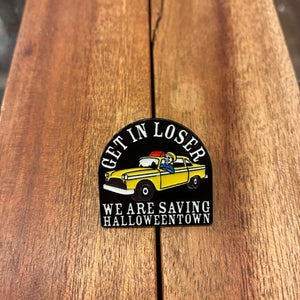 GET IN LOSER
WE ARE SAVING
HALLOWEENTOWN